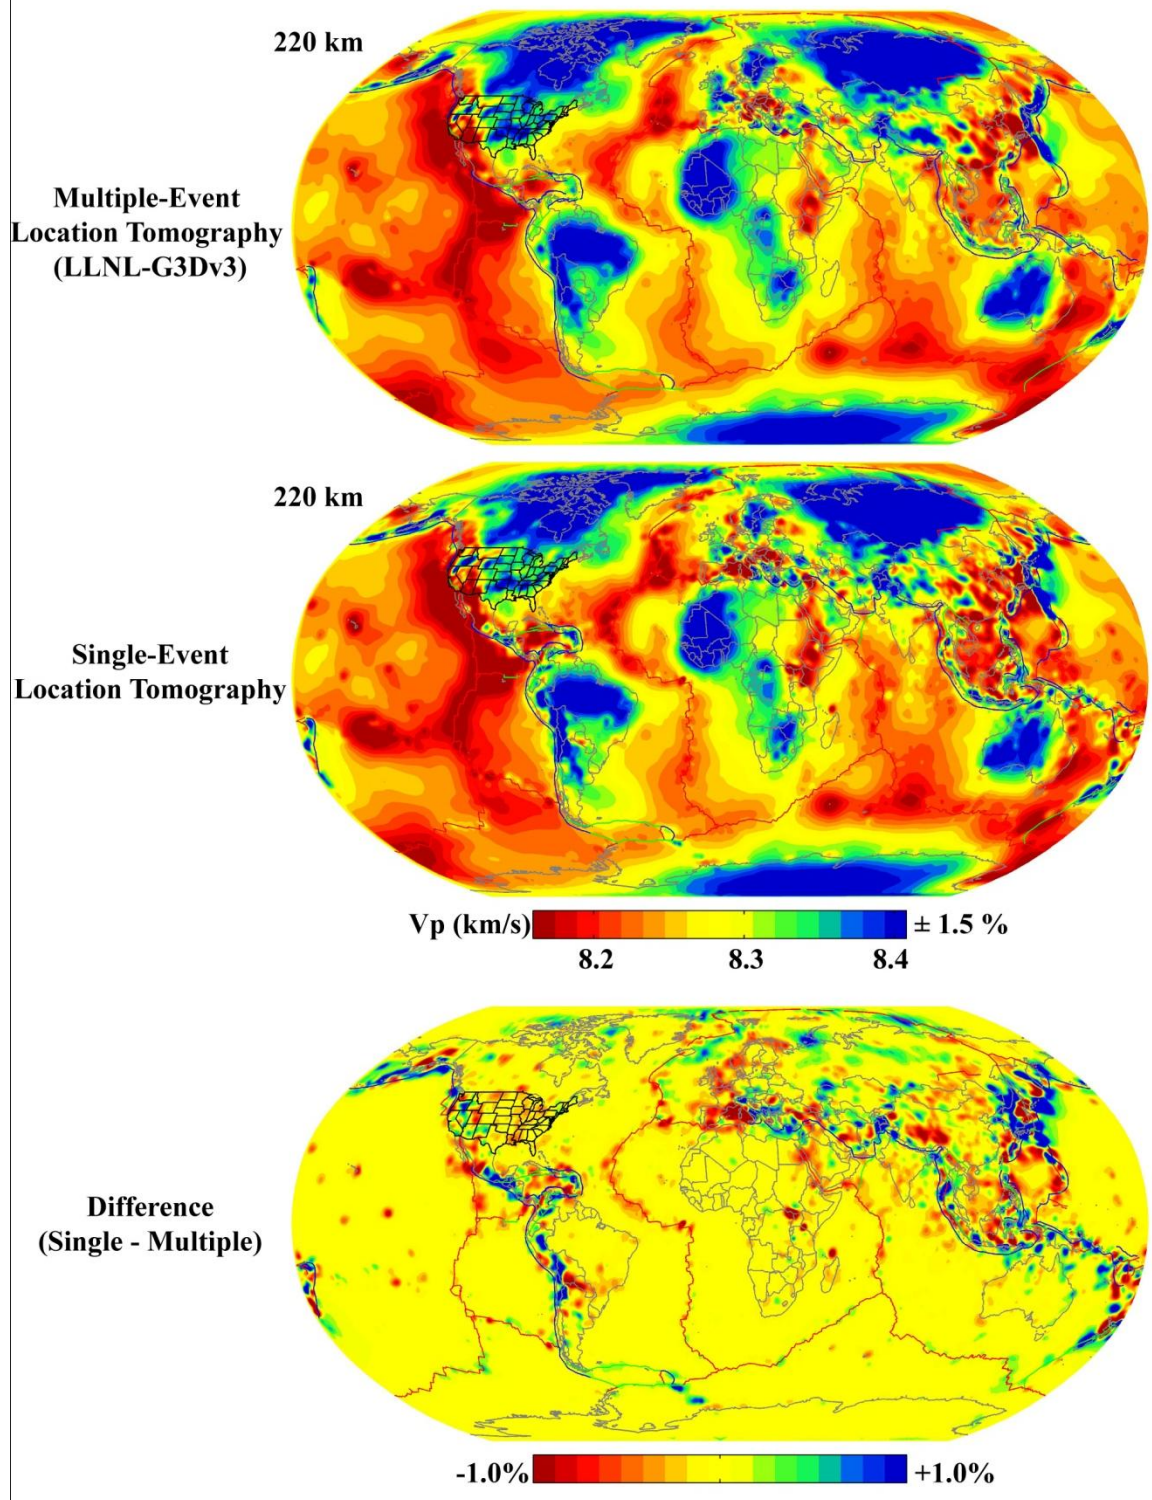 220 km
Multiple-Event
Location Tomography
(LLNL-G3Dv3)
220 km
Single-Event
Location Tomography
Vp (km/s)
± 1.5 %
8.2
8.3
8.4
Difference
(Single - Multiple)
-1.0%
+1.0%